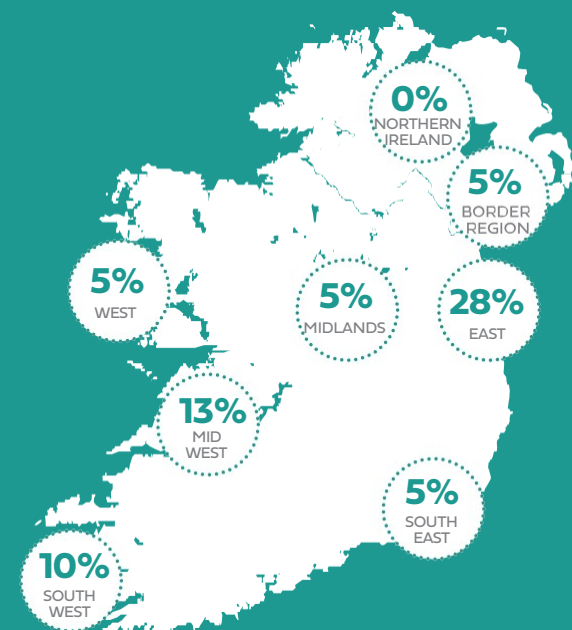 0%
NORTHERN
IRELAND
5%
BORDER
REGION
5%
WEST
5%
MIDLANDS
28%
EAST
13%
MID
WEST
5%
SOUTH
EAST
10%
SOUTH
WEST